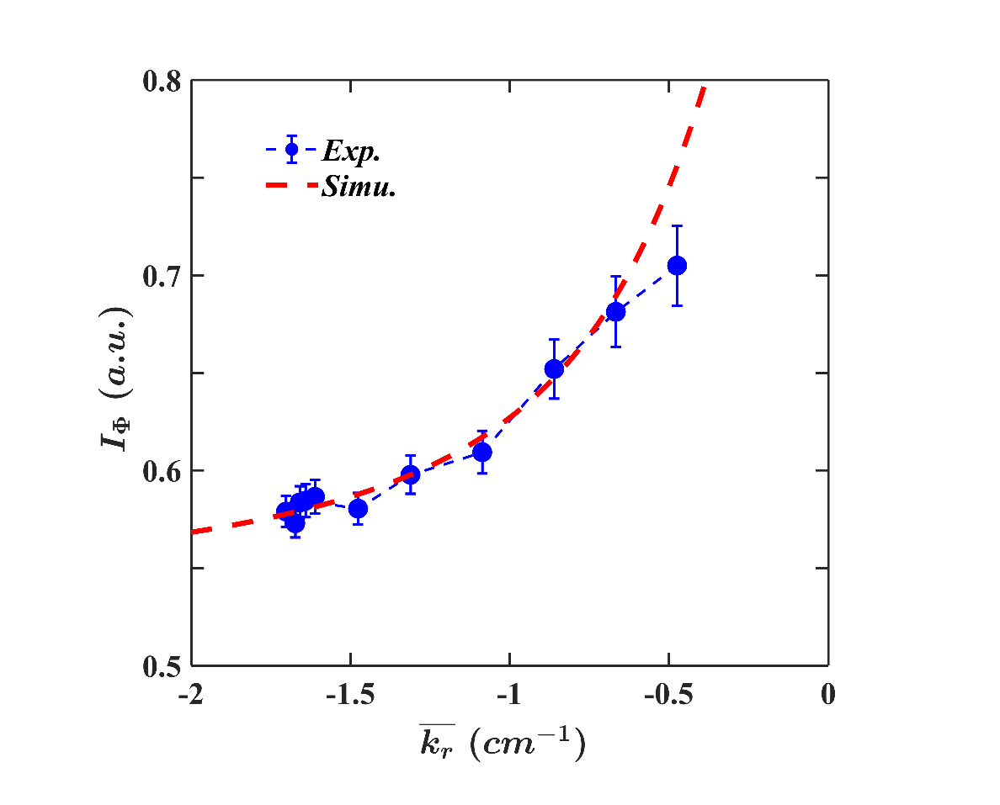 0.8
Exp.
Simu.
0.7
I_Φ (a.u.)
0.6
0.5
-2 -1.5 -1 -0.5 0
\overline{k_r} (cm⁻¹)